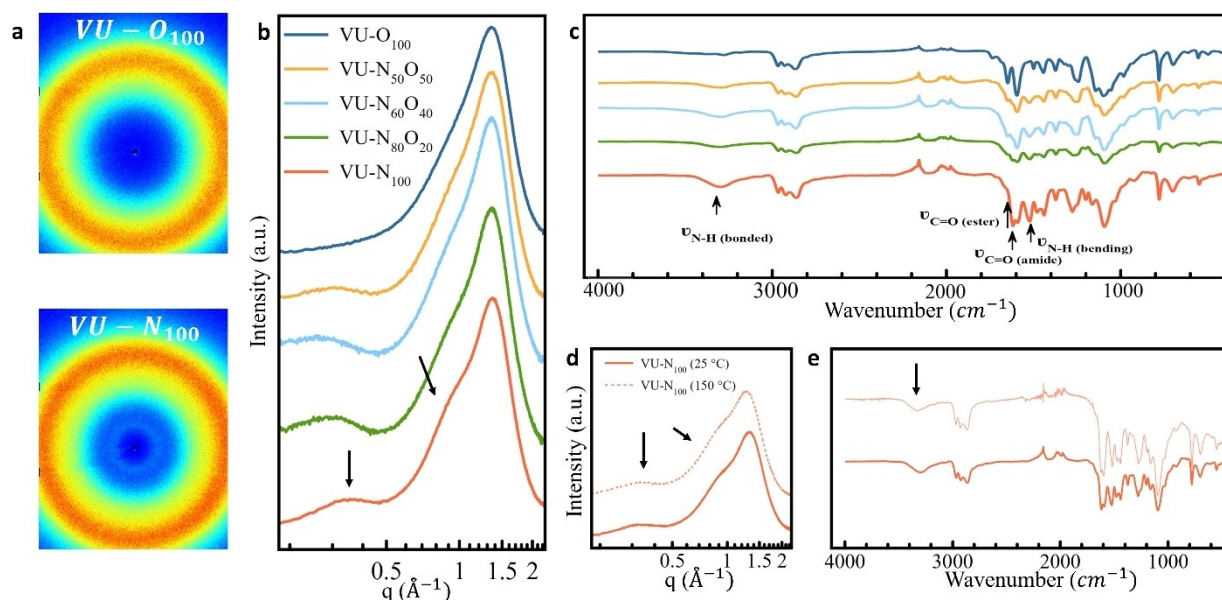 a
VU – O₁₀₀
VU – N₁₀₀
b
VU-O₁₀₀
VU-N₅₀O₅₀
VU-N₆₀O₄₀
VU-N₈₀O₂₀
VU-N₁₀₀
Intensity (a.u.)
0.5 1 1.5 2
q (Å⁻¹)
c
υN-H (bonded)
υC=O (ester)
υN-H (bending)
υC=O (amide)
4000 3000 2000 1000
Wavenumber (cm⁻¹)
d
VU-N₁₀₀ (25 °C)
VU-N₁₀₀ (150 °C)
Intensity (a.u.)
0.5 1 1.5 2
q (Å⁻¹)
e
4000 3000 2000 1000
Wavenumber (cm⁻¹)